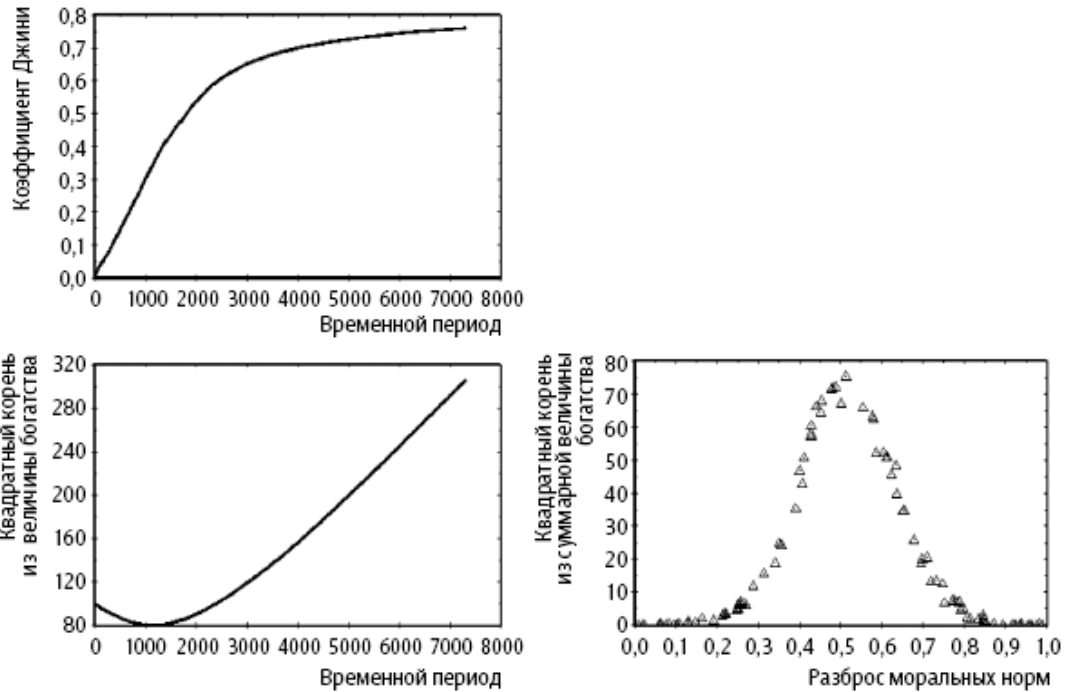 Коэффициент Джини
0,8
0,7
0,6
0,5
0,4
0,3
0,2
0,1
0,0
0 1000 2000 3000 4000 5000 6000 7000 8000
Временной период
Квадратный корень
из величины богатства
320
280
240
200
160
120
80
0 1000 2000 3000 4000 5000 6000 7000 8000
Временной период
Квадратный корень
из суммарной величины
богатства
80
70
60
50
40
30
20
10
0
0,0 0,1 0,2 0,3 0,4 0,5 0,6 0,7 0,8 0,9 1,0
Разброс моральных норм